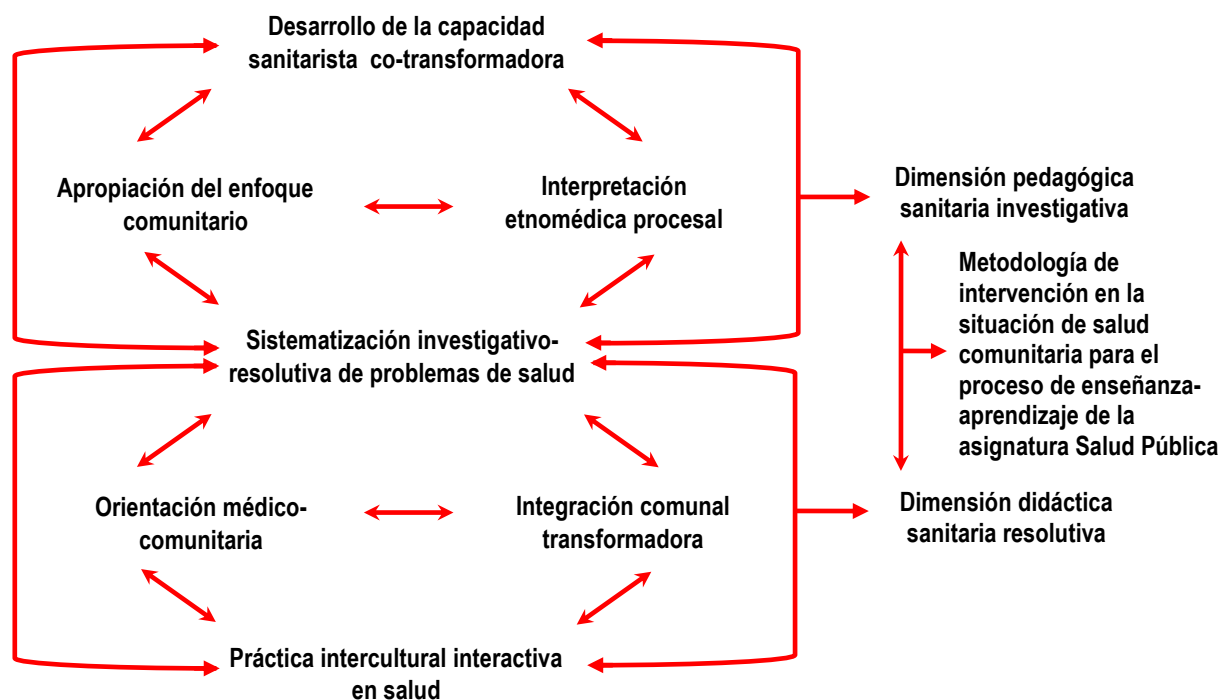 Desarrollo de la capacidad
sanitarista co-transformadora
Apropiación del enfoque
comunitario
Interpretación
etnomédica procesal
Dimensión pedagógica
sanitaria investigativa
Metodología de
intervención en la
situación de salud
comunitaria para el
proceso de enseñanza-
aprendizaje de la
asignatura Salud Pública
Sistematización investigativo-
resolutiva de problemas de salud
Orientación médico-
comunitaria
Integración comunal
transformadora
Dimensión didáctica
sanitaria resolutiva
Práctica intercultural interactiva
en salud